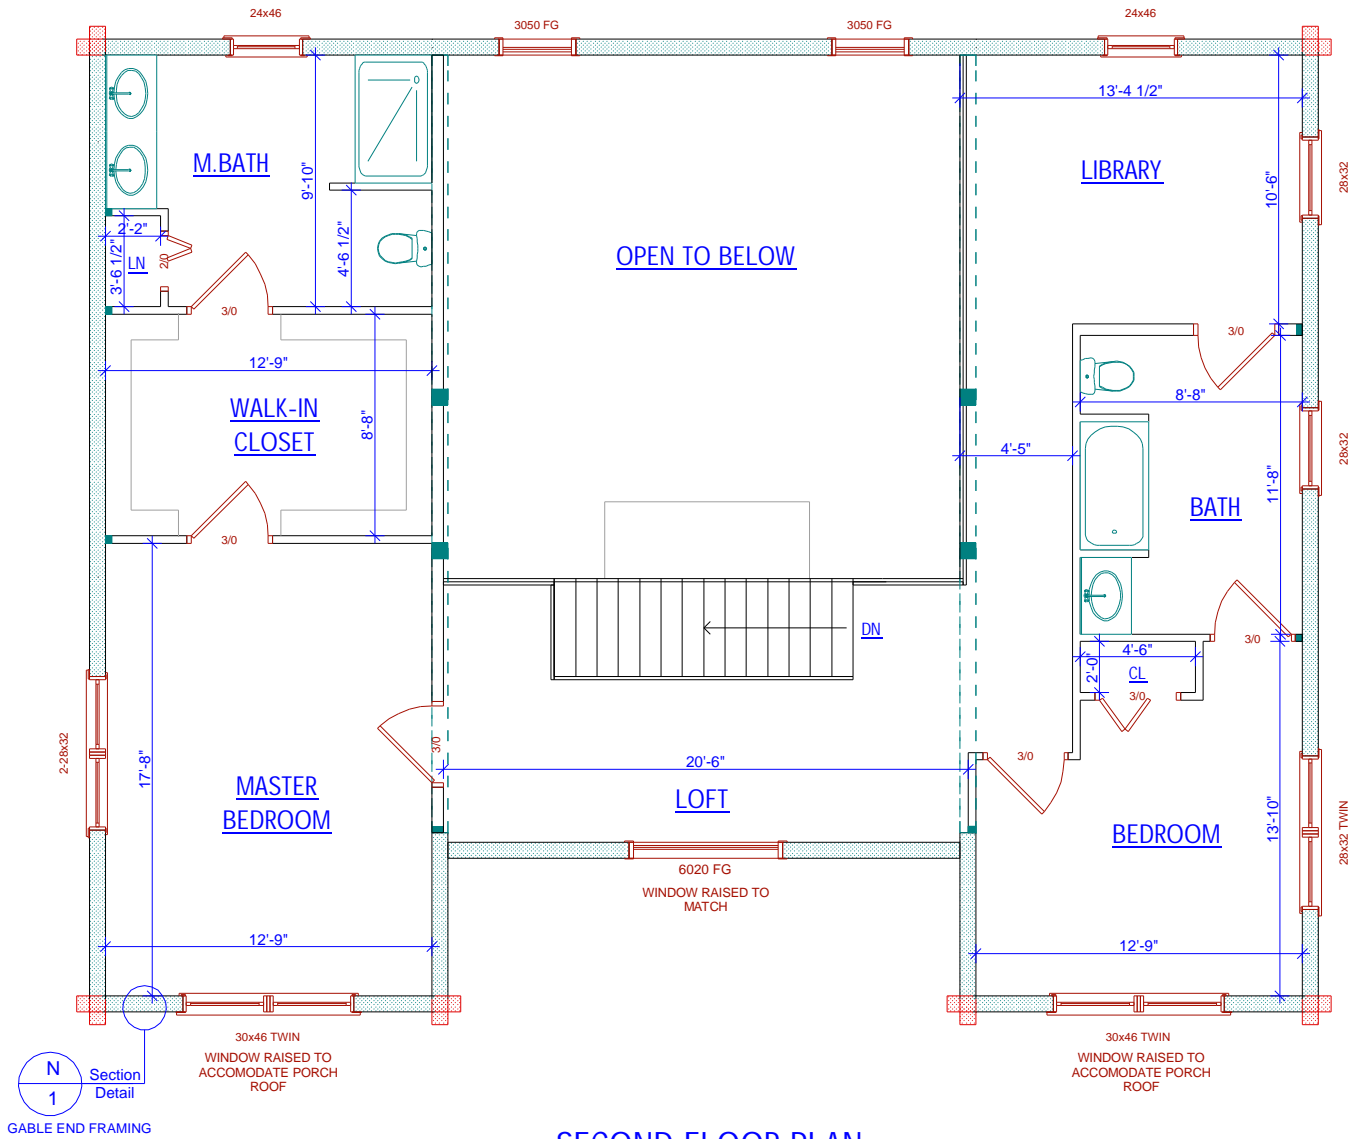 24x46
3050 FG
3050 FG
24x46
13'-4 1/2"
M.BATH
9'-10"
LIBRARY
28x32
10'-6"
2'-2"
3'-6 1/2"
LN
2/0
4'-6 1/2"
OPEN TO BELOW
3/0
3/0
12'-9"
8'-8"
WALK-IN
CLOSET
8'-8"
4'-5"
28x32
11'-8"
BATH
3/0
DN
3/0
4'-6"
2'-0"
CL
3/0
2-28x32
17'-8"
3/0
20'-6"
3/0
MASTER
BEDROOM
LOFT
BEDROOM
13'-10"
28x32 TWIN
6020 FG
WINDOW RAISED TO
MATCH
12'-9"
12'-9"
30x46 TWIN
WINDOW RAISED TO
ACCOMODATE PORCH
ROOF
30x46 TWIN
WINDOW RAISED TO
ACCOMODATE PORCH
ROOF
N
1
Section
Detail
GABLE END FRAMING
SECOND FLOOR PLAN